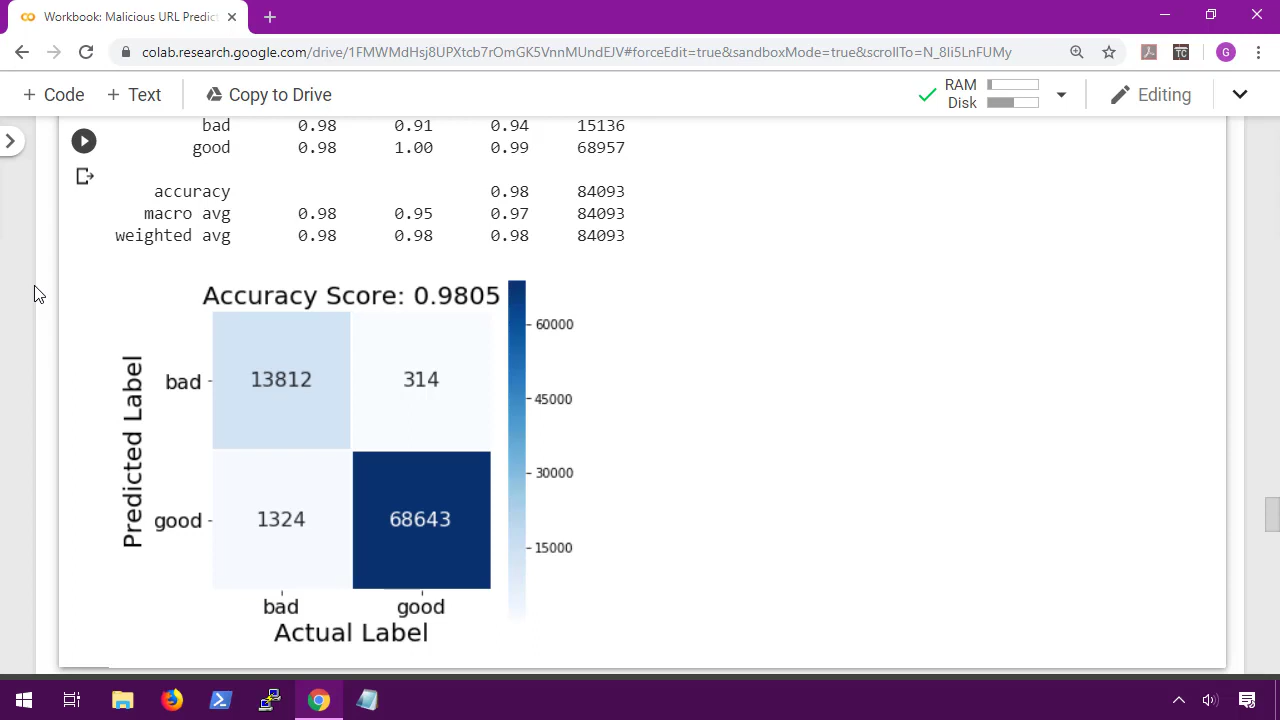 Workbook: Malicious URL Predict
colab.research.google.com/drive/1FMWMdHsj8UPXtcb7rOmGK5VnnMUndEJV#forceEdit=true&sandboxMode=true&scrollTo=N_8Ii5LnFUMy
TC
G
+ Code + Text Copy to Drive
RAM
Disk
Editing
bad 0.98 0.91 0.94 15136
good 0.98 1.00 0.99 68957
accuracy 0.98 84093
macro avg 0.98 0.95 0.97 84093
weighted avg 0.98 0.98 0.98 84093
Accuracy Score: 0.9805
Predicted Label
bad 13812 314
good 1324 68643
bad good
Actual Label
60000
45000
30000
15000